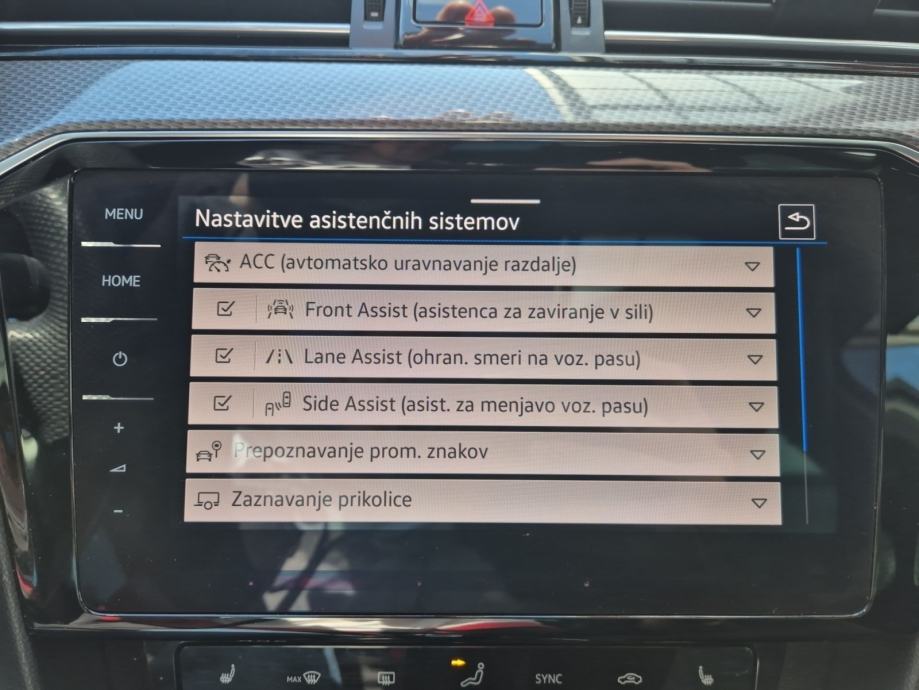 MENU
HOME
Nastavitve asistenčnih sistemov
ACC (avtomatsko uravnavanje razdalje)
Front Assist (asistenca za zaviranje v sili)
Lane Assist (ohran. smeri na voz. pasu)
Side Assist (asist. za menjavo voz. pasu)
Prepoznavanje prom. znakov
Zaznavanje prikolice
MAX
SYNC